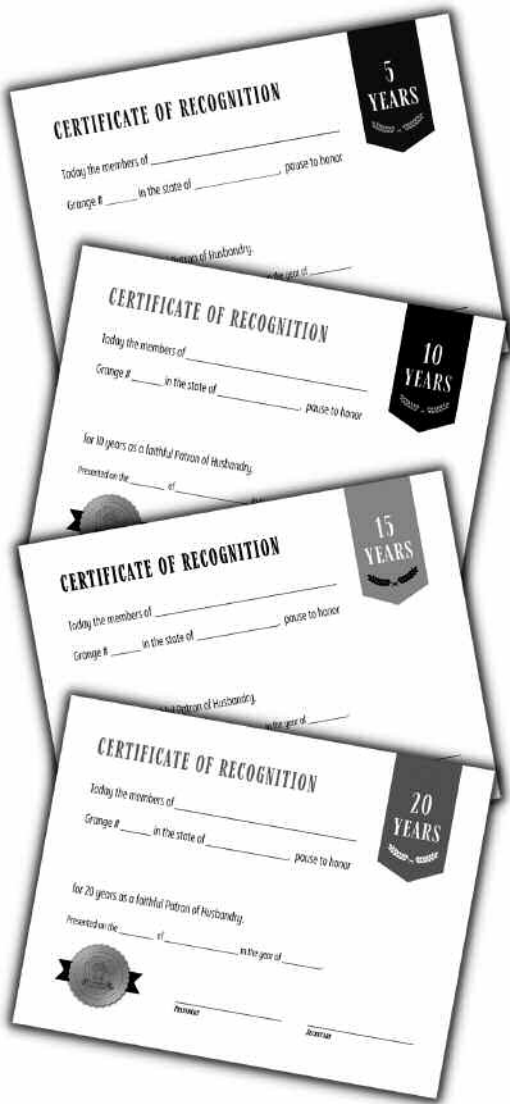 5
YEARS
CERTIFICATE OF RECOGNITION
Today the members of
Grange # in the state of , pause to honor
Patron of Husbandry.
in the year of
10
YEARS
CERTIFICATE OF RECOGNITION
Today the members of
Grange # in the state of , pause to honor
for 10 years as a faithful Patron of Husbandry.
Presented on the of
15
YEARS
CERTIFICATE OF RECOGNITION
Today the members of
Grange # in the state of , pause to honor
Patron of Husbandry.
in the year of
20
YEARS
CERTIFICATE OF RECOGNITION
Today the members of
Grange # in the state of , pause to honor
for 20 years as a faithful Patron of Husbandry.
Presented on the of in the year of
President
Secretary